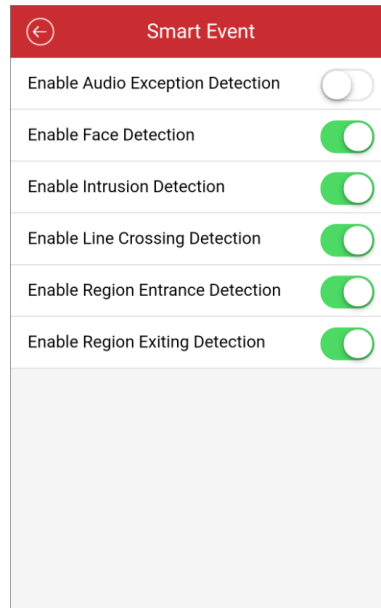 Smart Event
Enable Audio Exception Detection
Enable Face Detection
Enable Intrusion Detection
Enable Line Crossing Detection
Enable Region Entrance Detection
Enable Region Exiting Detection